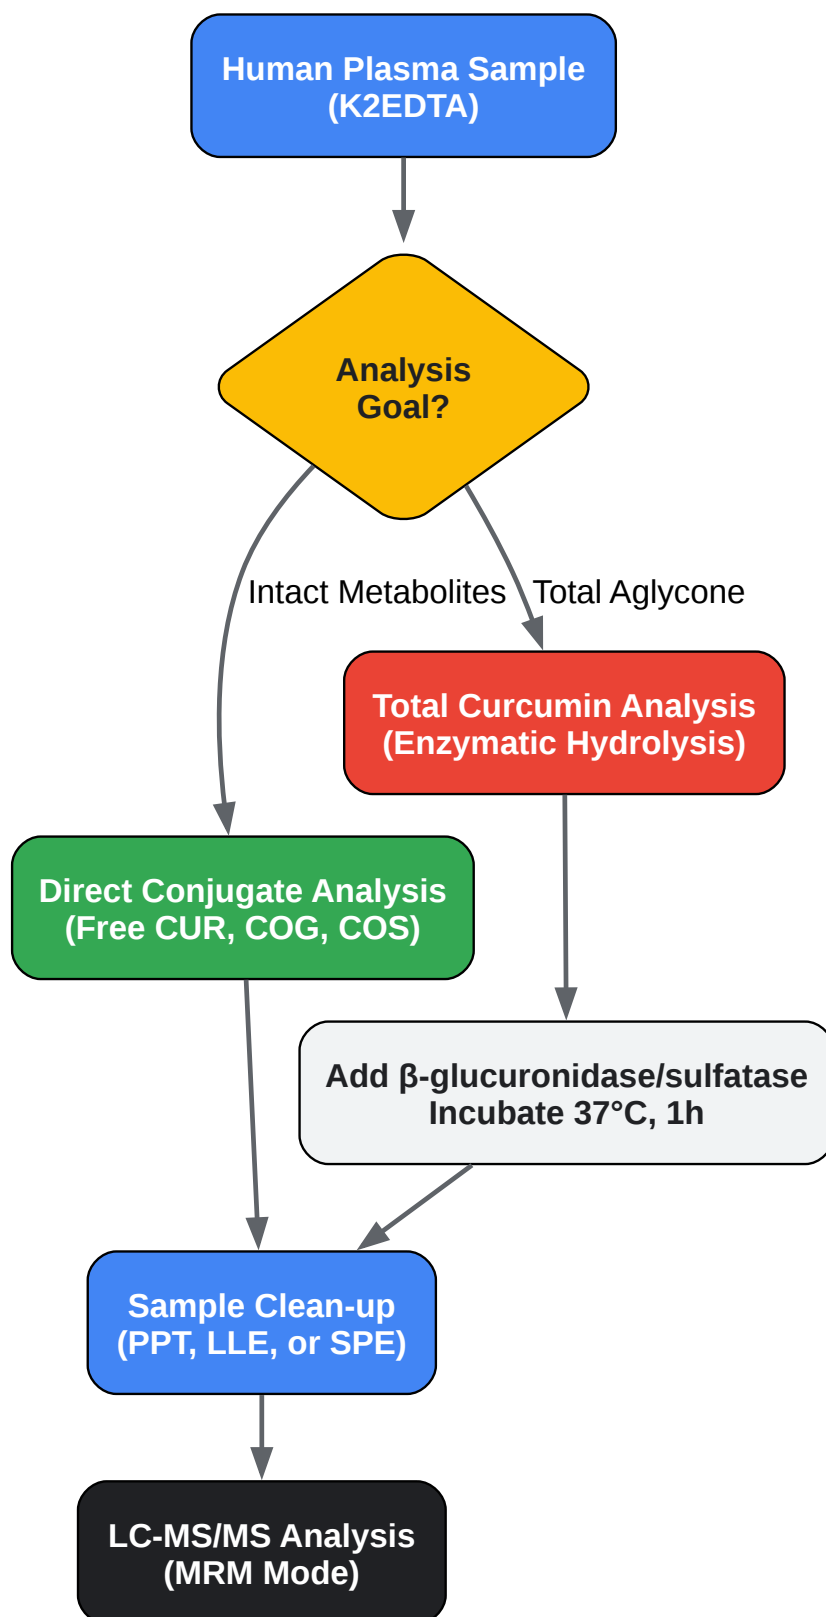 Human Plasma Sample
(K2EDTA)
Analysis
Goal?
Intact Metabolites
Total Aglycone
Total Curcumin Analysis
(Enzymatic Hydrolysis)
Direct Conjugate Analysis
(Free CUR, COG, COS)
Add β-glucuronidase/sulfatase
Incubate 37°C, 1h
Sample Clean-up
(PPT, LLE, or SPE)
LC-MS/MS Analysis
(MRM Mode)